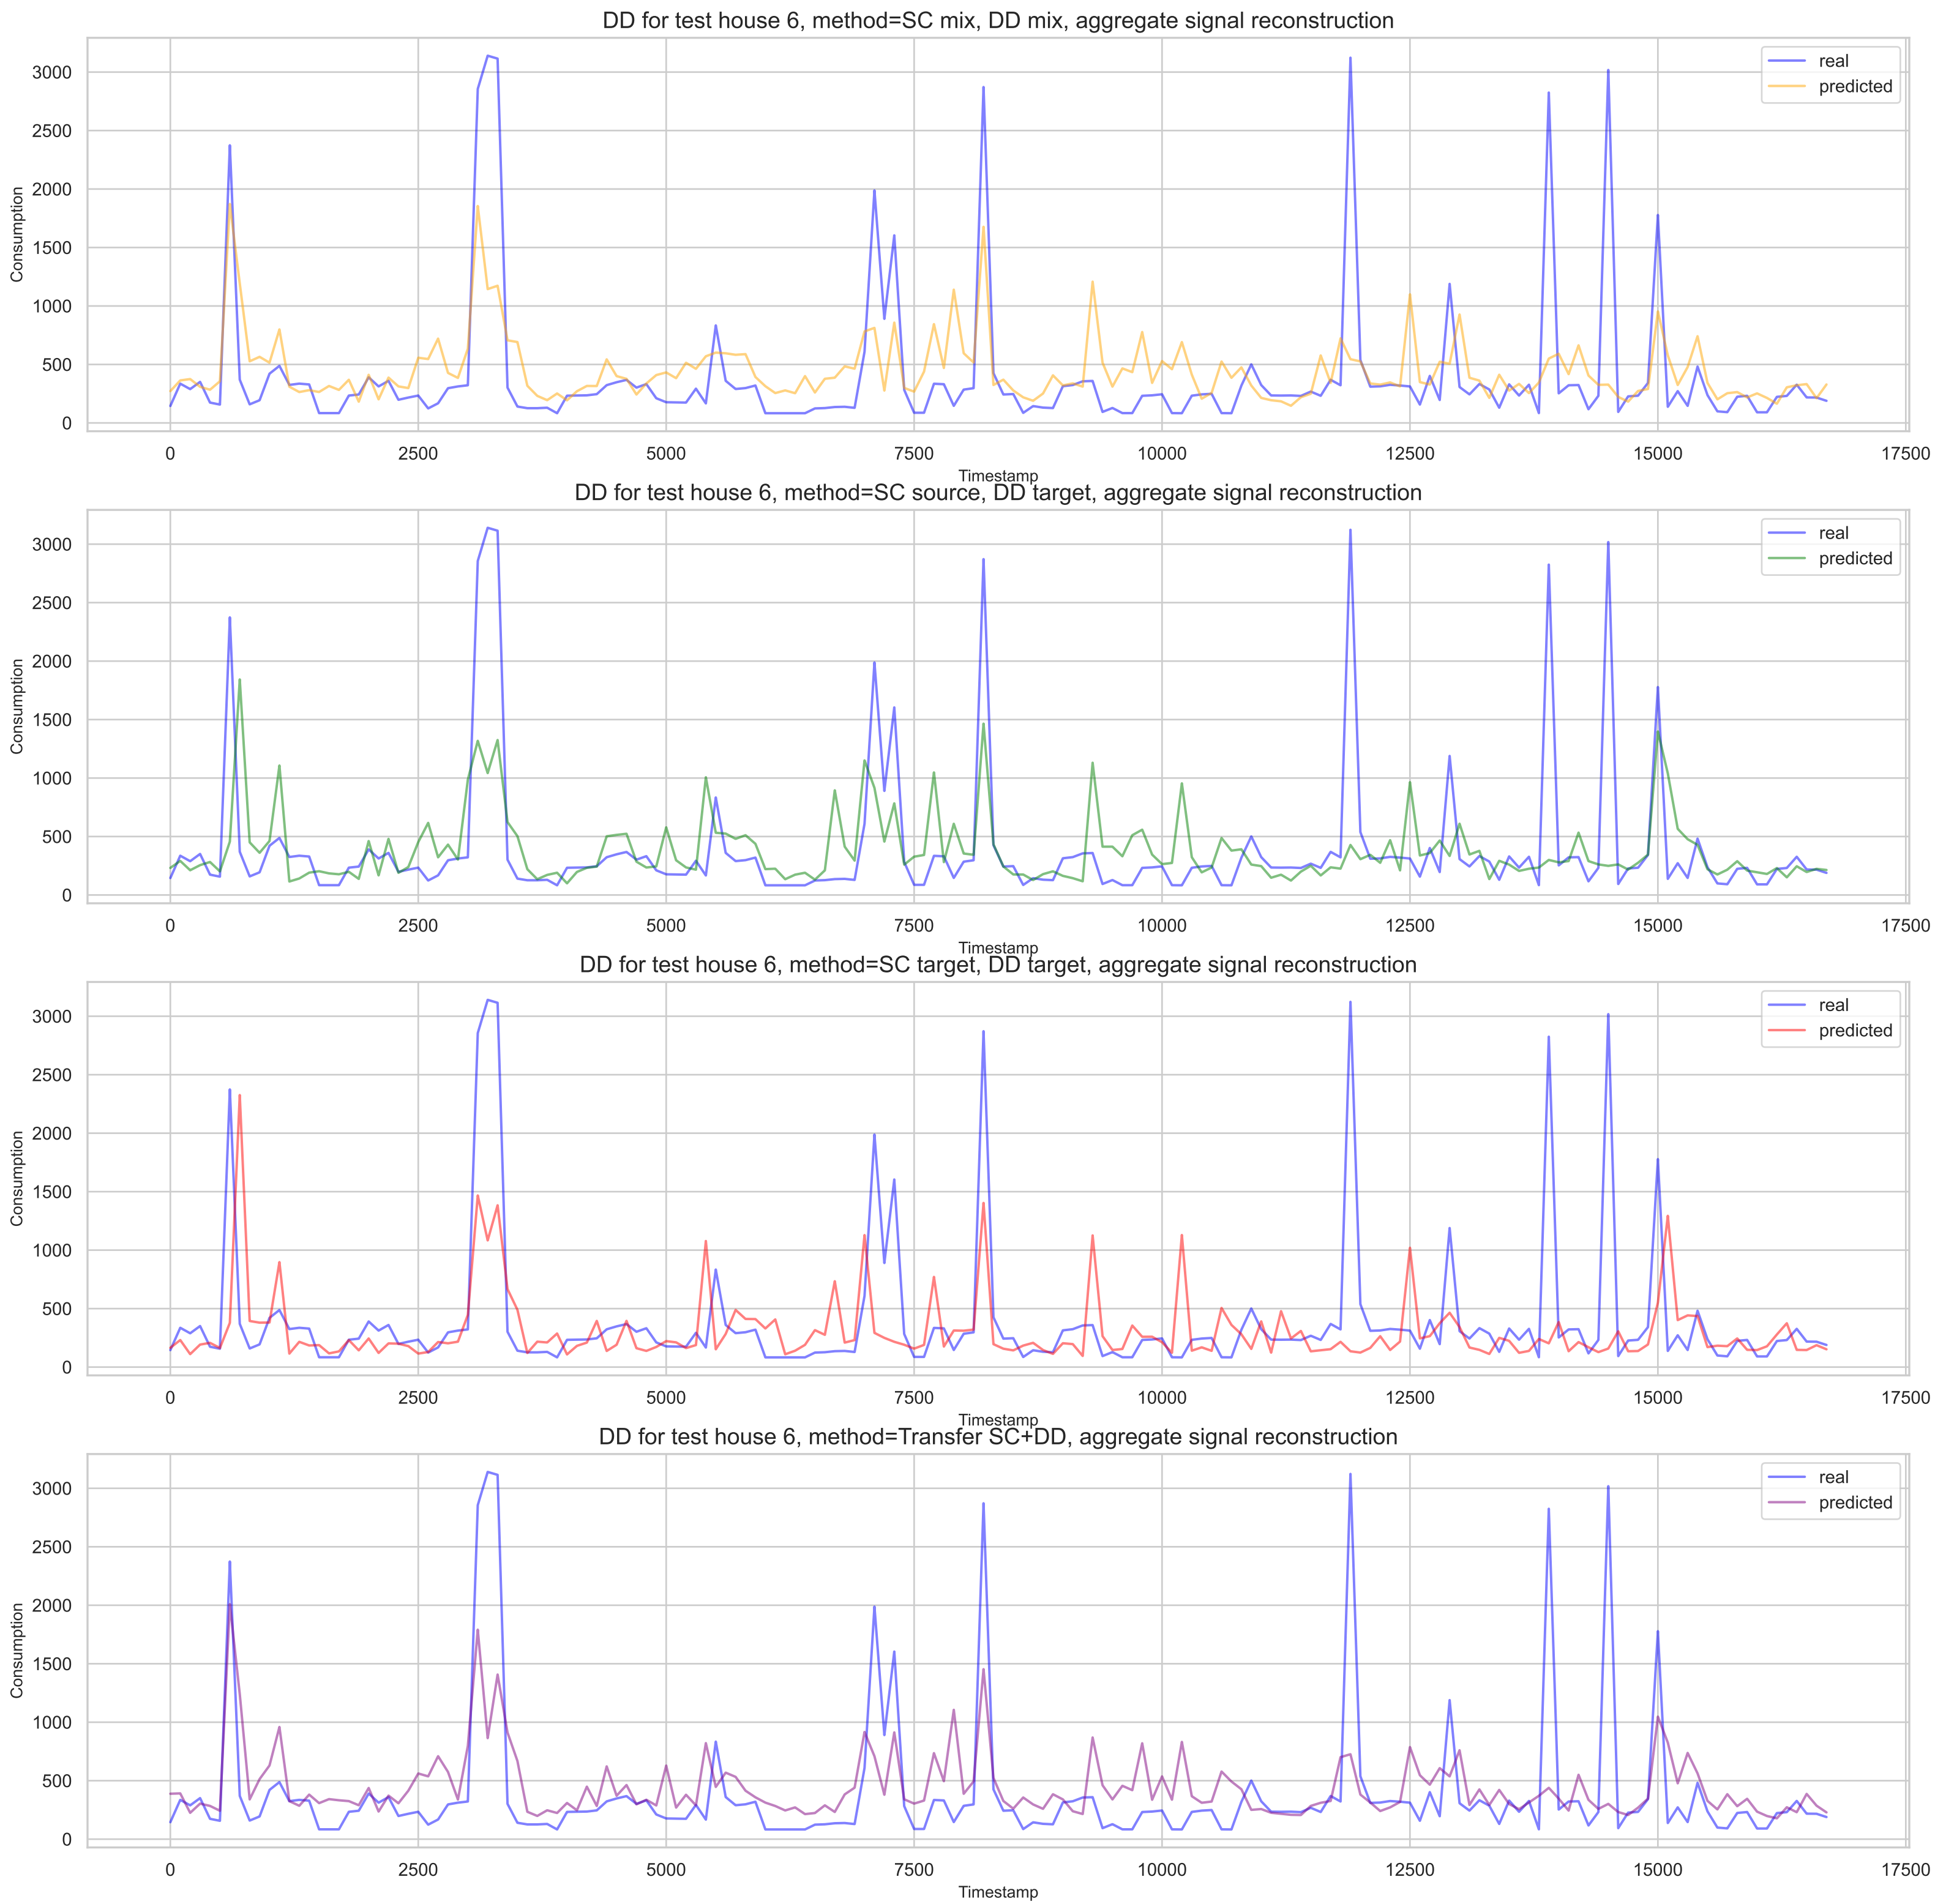 DD for test house 6, method=SC mix, DD mix, aggregate signal reconstruction
real
predicted
3000
2500
2000
1500
1000
500
0
Consumption
0 2500 5000 7500 10000 12500 15000 17500
Timestamp
DD for test house 6, method=SC source, DD target, aggregate signal reconstruction
real
predicted
3000
2500
2000
1500
1000
500
0
Consumption
0 2500 5000 7500 10000 12500 15000 17500
Timestamp
DD for test house 6, method=SC target, DD target, aggregate signal reconstruction
real
predicted
3000
2500
2000
1500
1000
500
0
Consumption
0 2500 5000 7500 10000 12500 15000 17500
Timestamp
DD for test house 6, method=Transfer SC+DD, aggregate signal reconstruction
real
predicted
3000
2500
2000
1500
1000
500
0
Consumption
0 2500 5000 7500 10000 12500 15000 17500
Timestamp